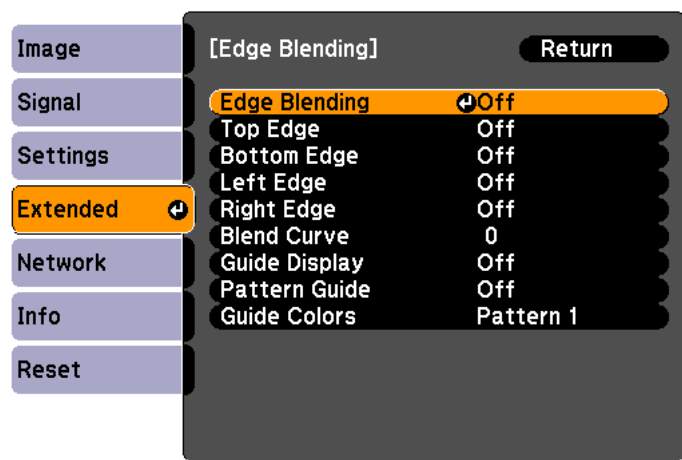 Image
Signal
Settings
Extended
Network
Info
Reset
[Edge Blending] Return
Edge Blending Off
Top Edge Off
Bottom Edge Off
Left Edge Off
Right Edge Off
Blend Curve 0
Guide Display Off
Pattern Guide Off
Guide Colors Pattern 1